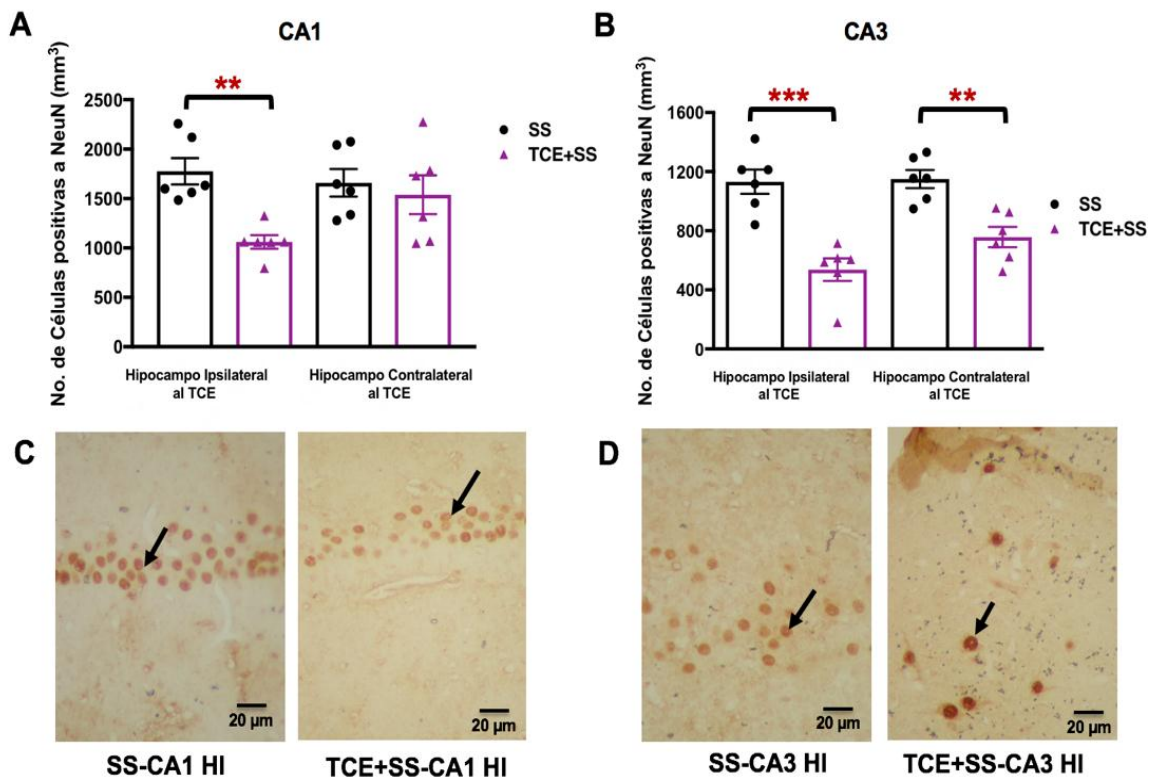 A
CA1
No. de Células positivas a NeuN (mm³)
2500
2000
1500
1000
500
0
**
SS
TCE+SS
Hipocampo Ipsilateral
al TCE
Hipocampo Contralateral
al TCE
B
CA3
No. de Células positivas a NeuN (mm³)
1600
1200
800
400
0
***
**
SS
TCE+SS
Hipocampo Ipsilateral
al TCE
Hipocampo Contralateral
al TCE
C
20 µm
20 µm
SS-CA1 HI
TCE+SS-CA1 HI
D
20 µm
20 µm
SS-CA3 HI
TCE+SS-CA3 HI